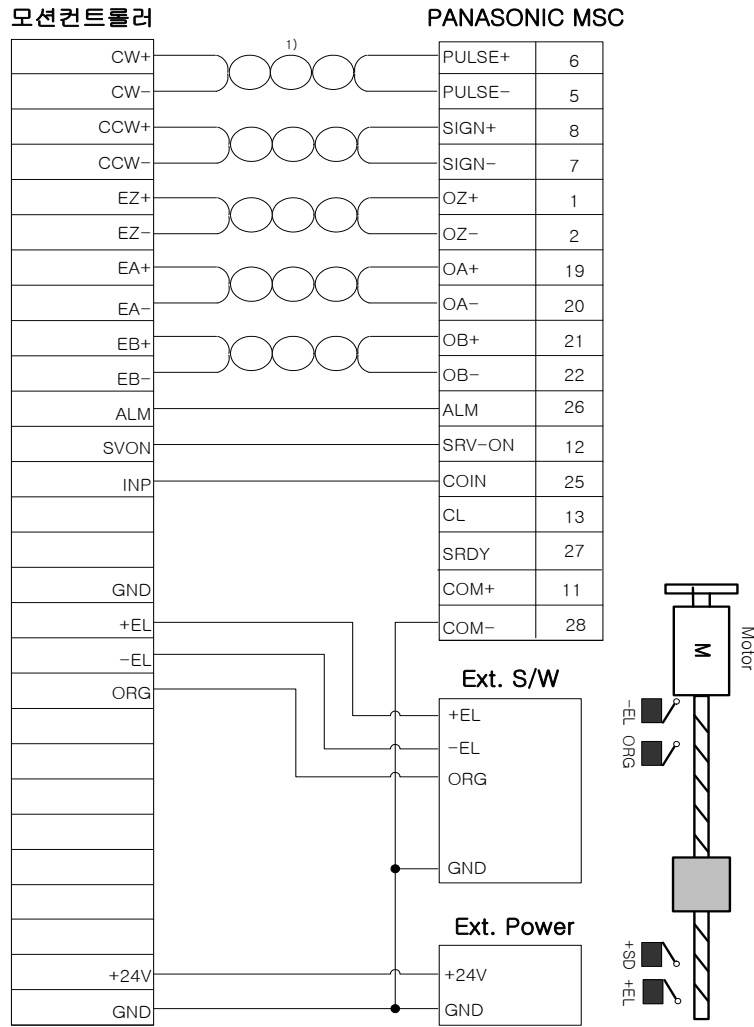 모션컨트롤러
PANASONIC MSC
CW+
1)
PULSE+ 6
CW-
PULSE- 5
CCW+
SIGN+ 8
CCW-
SIGN- 7
EZ+
OZ+ 1
EZ-
OZ- 2
EA+
OA+ 19
EA-
OA- 20
EB+
OB+ 21
EB-
OB- 22
ALM
ALM 26
SVON
SRV-ON 12
INP
COIN 25
CL 13
SRDY 27
GND
COM+ 11
+EL
COM- 28
-EL
ORG
Ext. S/W
+EL
-EL
ORG
GND
Ext. Power
+24V
+24V
GND
GND
M
Motor
-EL
ORG
+SD
+EL